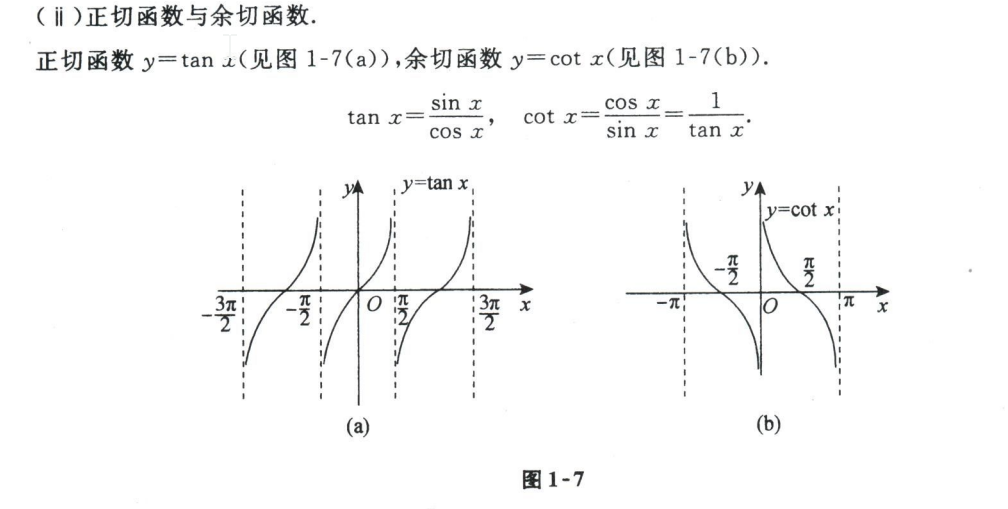 (ⅱ)正切函数与余切函数.
正切函数 y=tan x(见图 1-7(a)),余切函数 y=cot x(见图 1-7(b)).
tan x=sin x/cos x, cot x=cos x/sin x=1/tan x.
y y=tan x
-3π/2 -π/2 O π/2 3π/2 x
(a)
y
y=cot x
-π/2 π/2
-π O π x
(b)
图 1-7